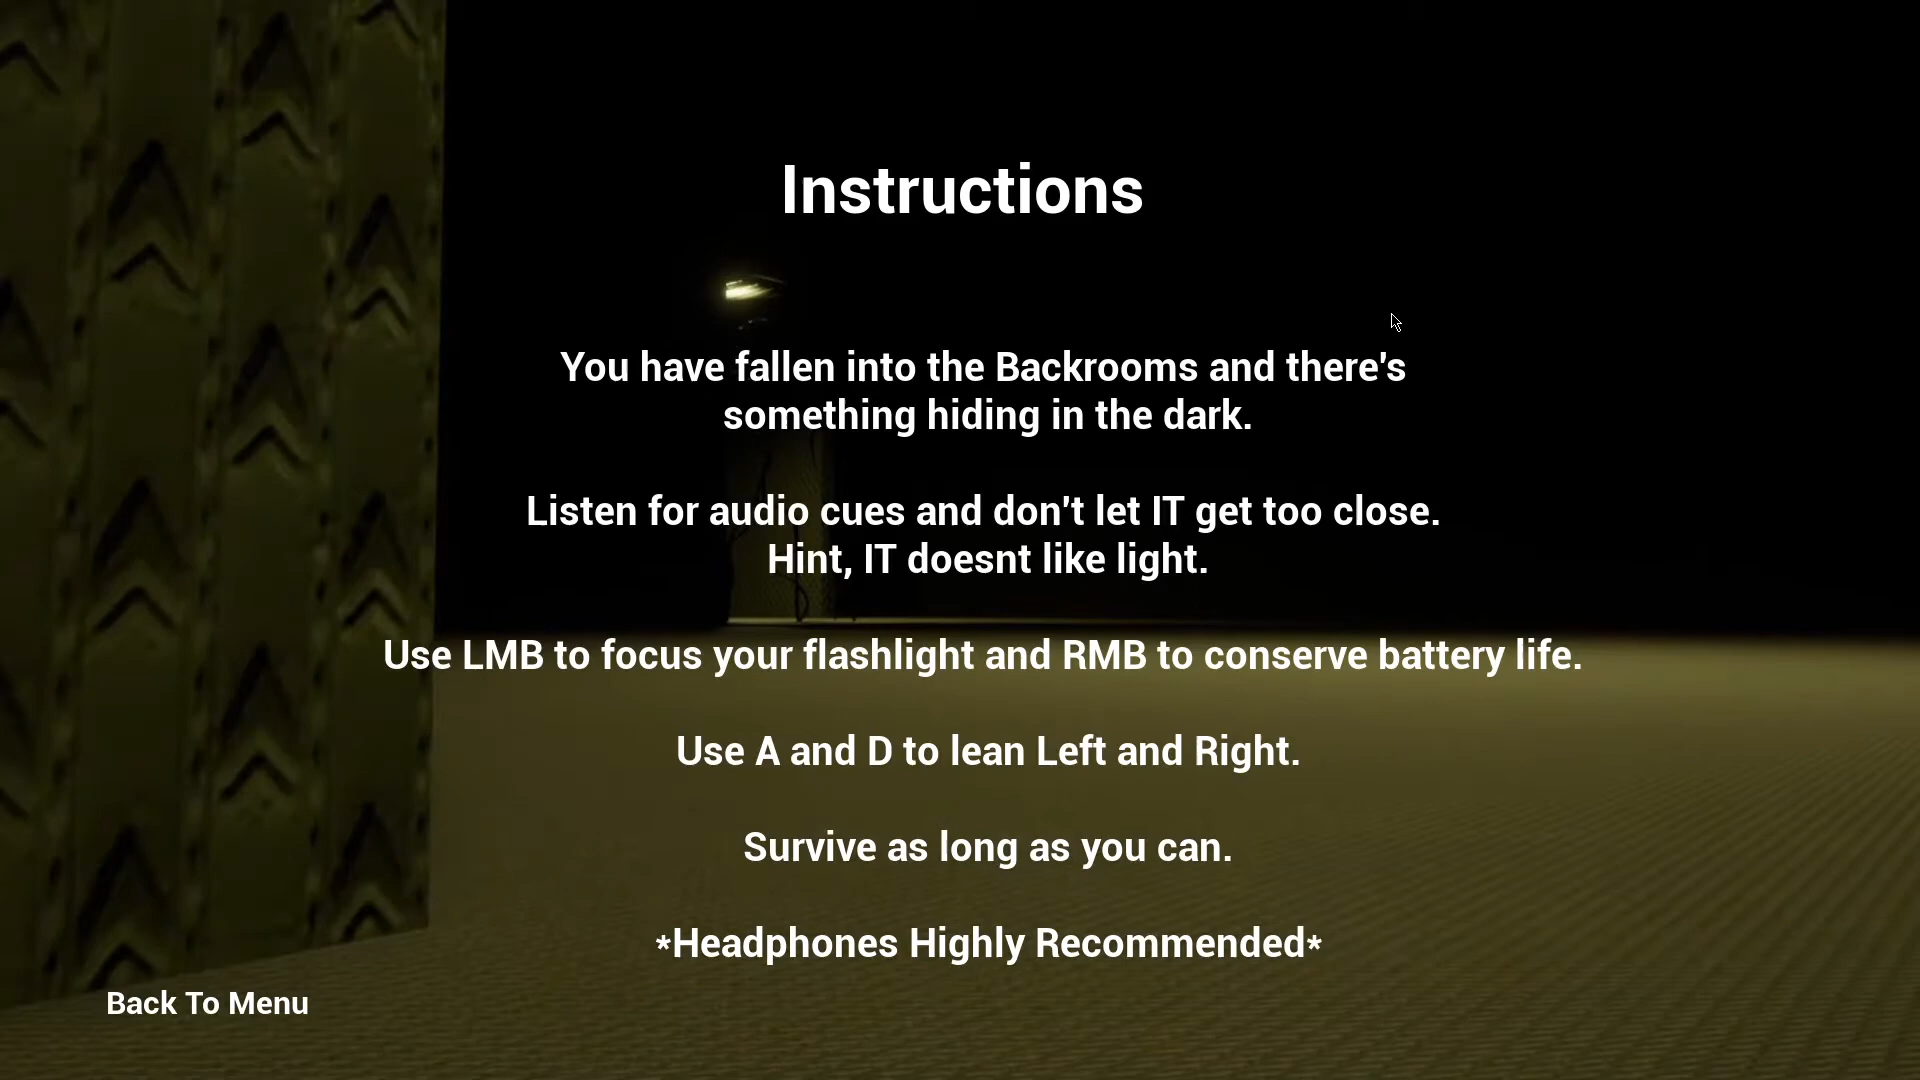 Instructions
You have fallen into the Backrooms and there's
something hiding in the dark.
Listen for audio cues and don't let IT get too close.
Hint, IT doesnt like light.
Use LMB to focus your flashlight and RMB to conserve battery life.
Use A and D to lean Left and Right.
Survive as long as you can.
*Headphones Highly Recommended*
Back To Menu